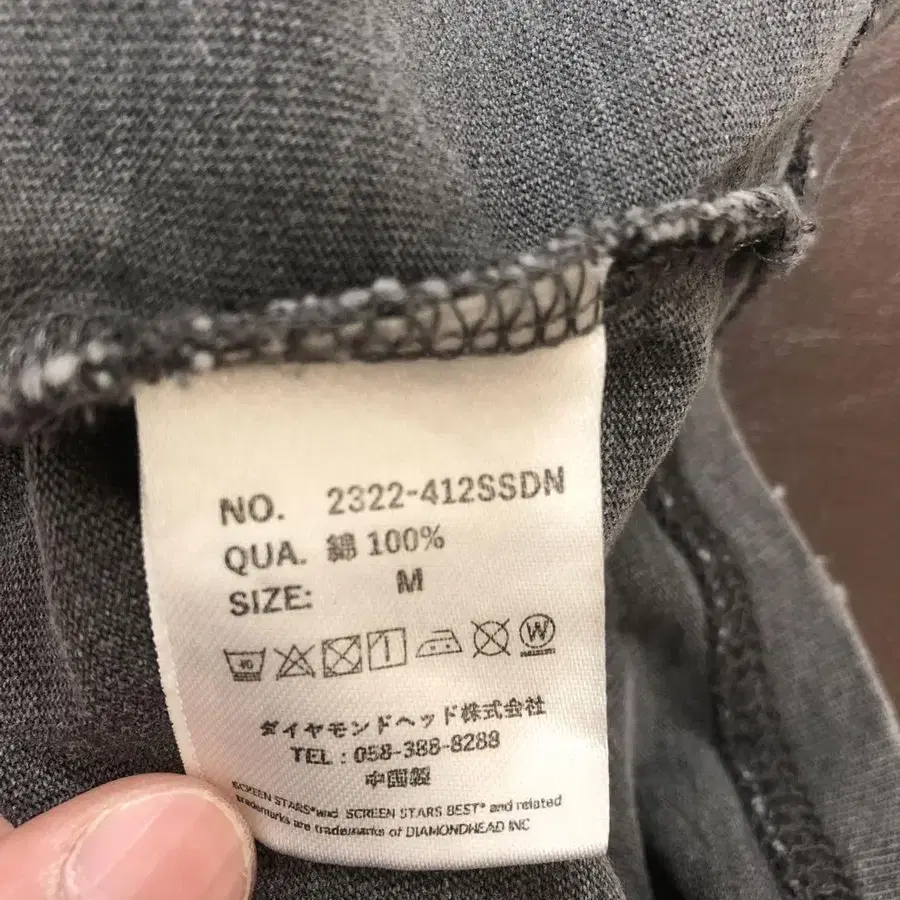 NO. 2322-412SSDN
QUA. 綿 100%
SIZE: M
40 W
ダイヤモンドヘッド株式会社
TEL : 058-388-8288
中国製
SCREEN STARS® and SCREEN STARS BEST® and related
trademarks are trademarks of DIAMONDHEAD INC